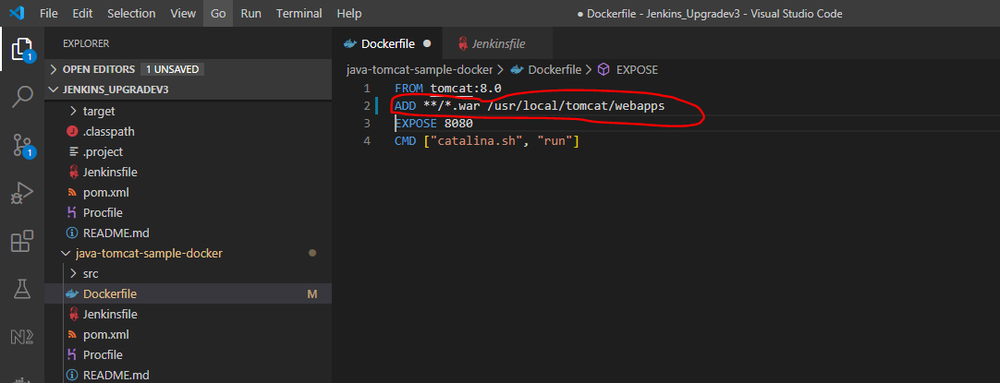 File Edit Selection View Go Run Terminal Help
● Dockerfile - Jenkins_Upgradev3 - Visual Studio Code
EXPLORER
OPEN EDITORS 1 UNSAVED
JENKINS_UPGRADEV3
target
.classpath
.project
Jenkinsfile
pom.xml
Procfile
README.md
java-tomcat-sample-docker
src
Dockerfile M
Jenkinsfile
pom.xml
Procfile
README.md
1
1
Dockerfile ● Jenkinsfile
java-tomcat-sample-docker > Dockerfile > EXPOSE
1 FROM tomcat:8.0
2 ADD **/*.war /usr/local/tomcat/webapps
3 EXPOSE 8080
4 CMD ["catalina.sh", "run"]